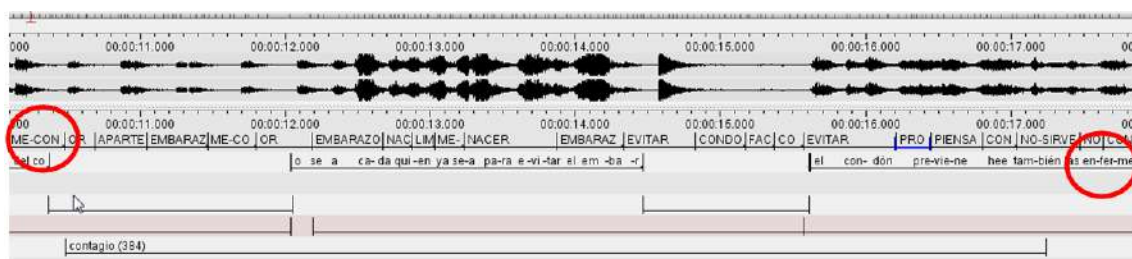 000 00:00:11.000 00:00:12.000 00:00:13.000 00:00:14.000 00:00:15.000 00:00:16.000 00:00:17.000 00
00 00:00:11.000 00:00:12.000 00:00:13.000 00:00:14.000 00:00:15.000 00:00:16.000 00:00:17.000 00
ME-CON OR APARTE EMBARAZ ME-CO OR EMBARAZO NAC LIM ME- NACER EMBARAZ EVITAR CONDO FAC CO EVITAR PRO PIENSA CON NO-SIRVE NO CON
el co o se a ca-da qui-en ya se-a pa-ra e-vi-tar el em-ba-r el con-dón pre-vie-ne hee tam-bién as en-fer-me
contagio (384)